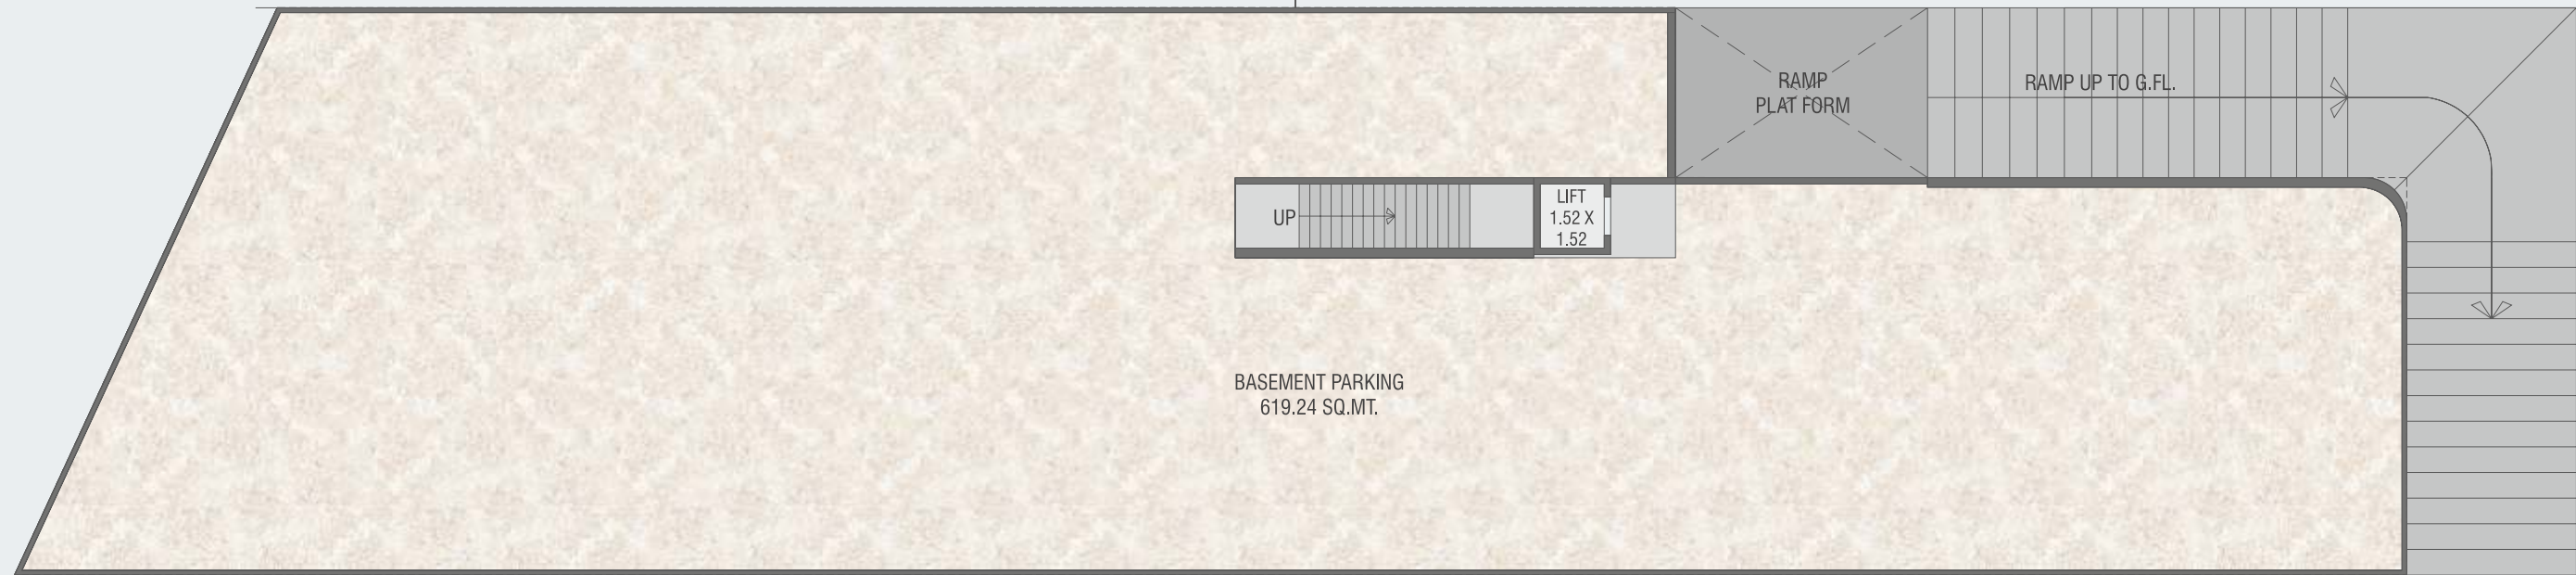 RAMP
PLAT FORM
RAMP UP TO G.FL.
UP
LIFT
1.52 X
1.52
BASEMENT PARKING
619.24 SQ.MT.